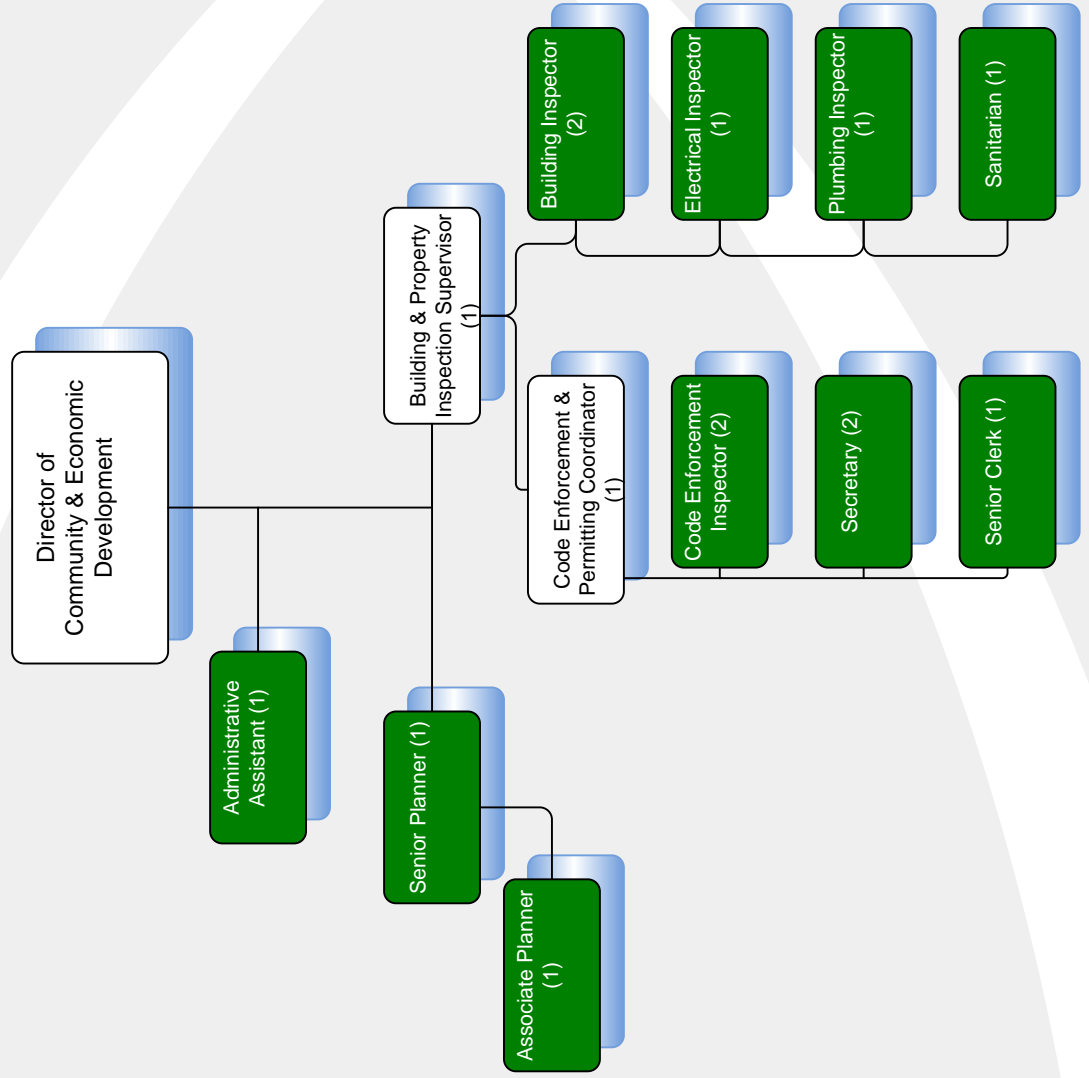 Director of
Community & Economic
Development
Administrative
Assistant (1)
Senior Planner (1)
Building & Property
Inspection Supervisor
(1)
Associate Planner
(1)
Code Enforcement &
Permitting Coordinator
(1)
Building Inspector
(2)
Code Enforcement
Inspector (2)
Electrical Inspector
(1)
Secretary (2)
Plumbing Inspector
(1)
Senior Clerk (1)
Sanitarian (1)